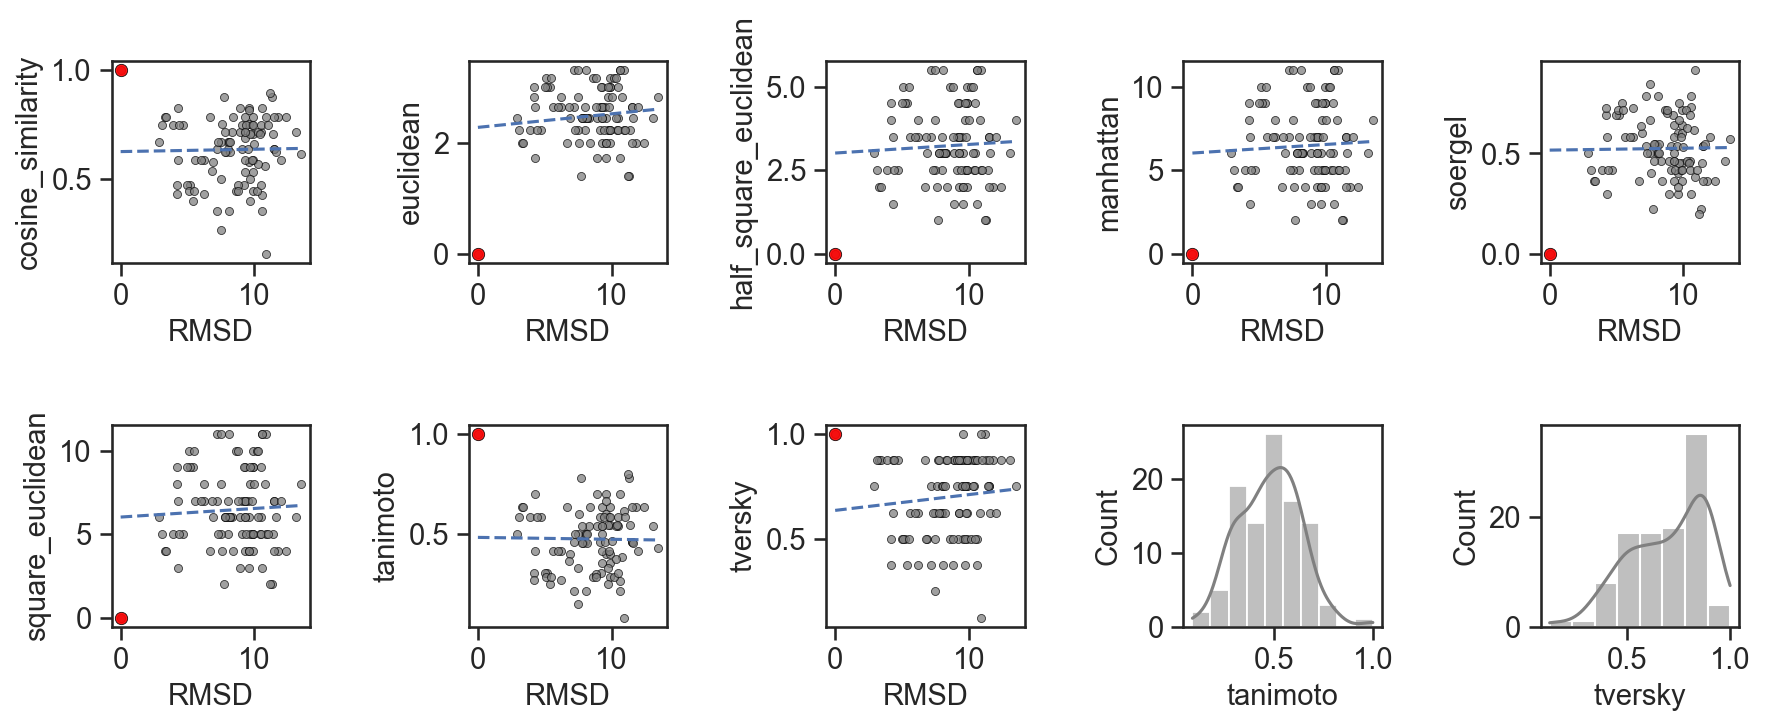 cosine_similarity
1.0
0.5
0
10
RMSD
euclidean
2
0
0
10
RMSD
half_square_euclidean
5.0
2.5
0.0
0
10
RMSD
manhattan
10
5
0
0
10
RMSD
soergel
0.5
0.0
0
10
RMSD
square_euclidean
10
5
0
0
10
RMSD
tanimoto
1.0
0.5
0
10
RMSD
tversky
1.0
0.5
0
10
RMSD
Count
20
10
0
0.5
1.0
tanimoto
Count
20
0
0.5
1.0
tversky